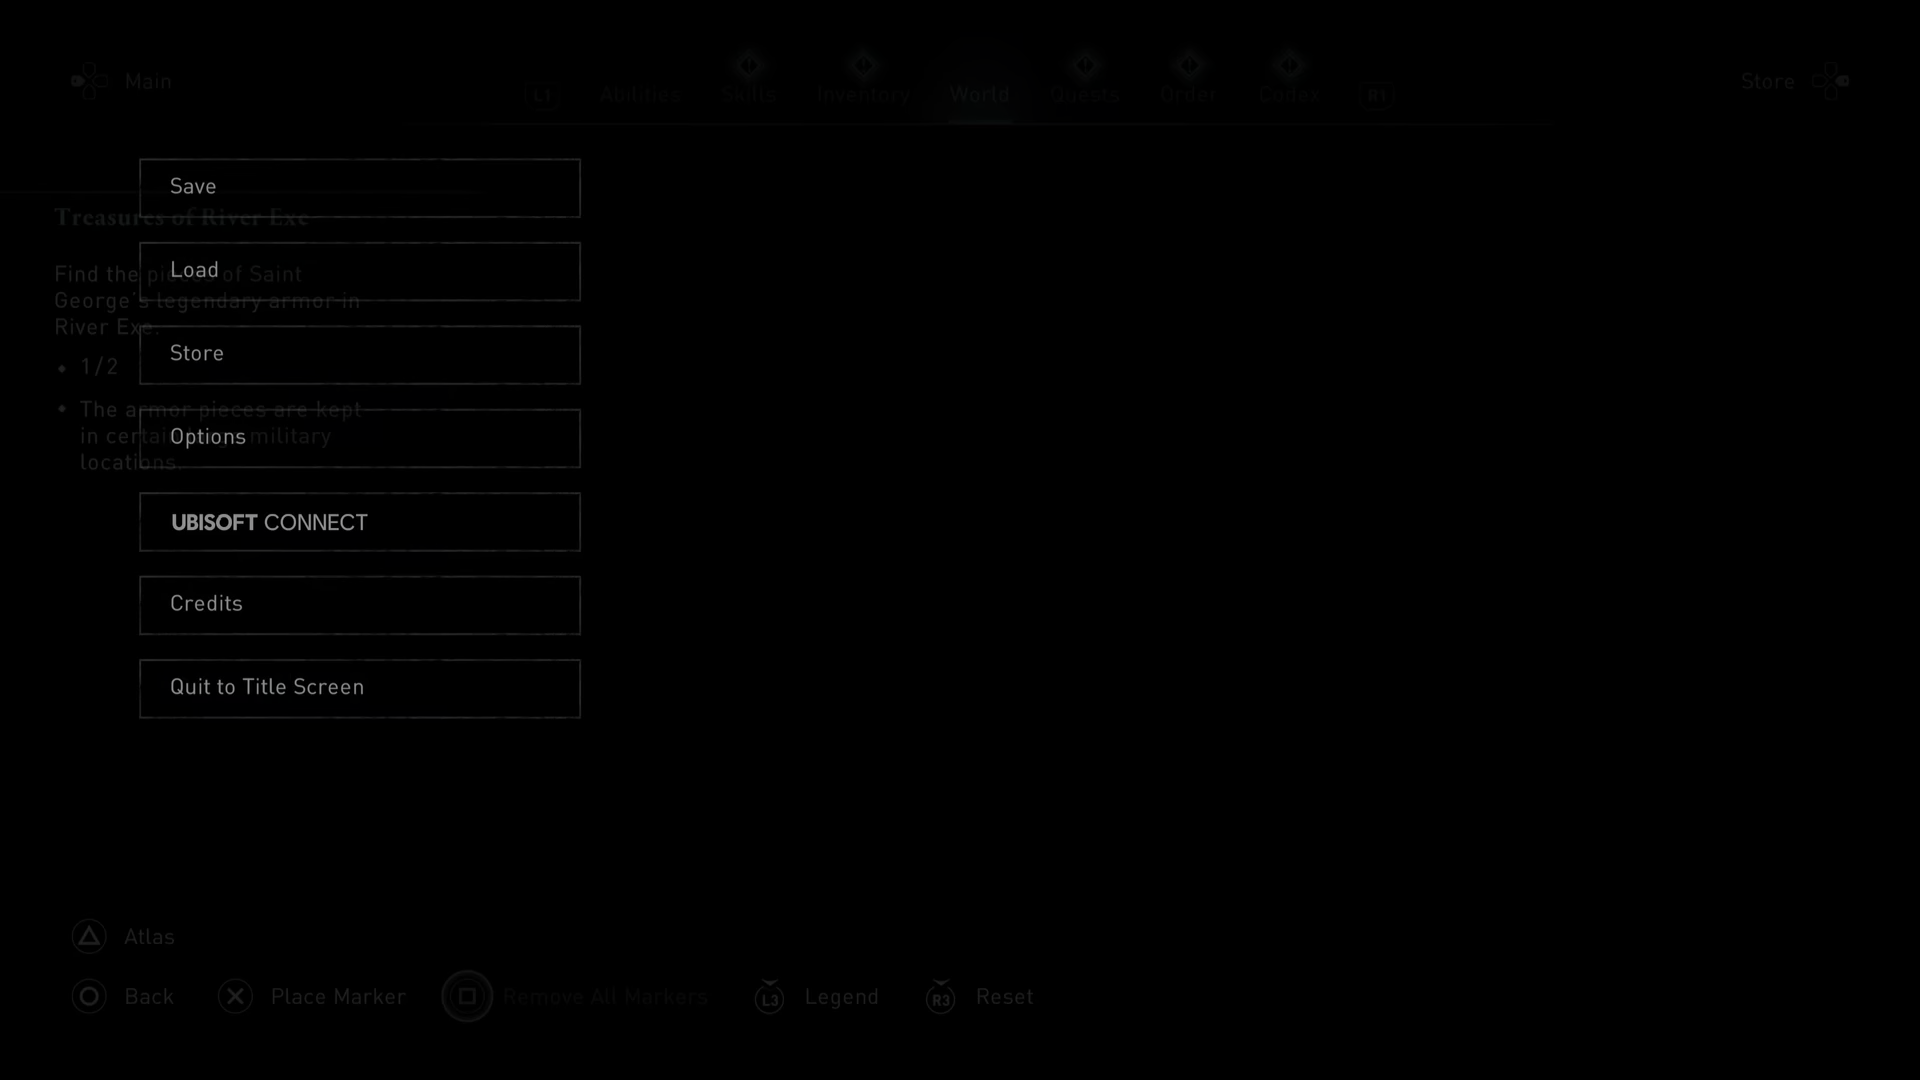 Main
L1 Abilities Skills Inventory World Quests Order Codex R1
Store
Save
Load
Store
Options
UBISOFT CONNECT
Credits
Quit to Title Screen
Treasures of River Exe
Find the pieces of Saint
George's legendary armor in
River Exe.
1/2
The armor pieces are kept
in certain large military
locations.
Atlas
Back Place Marker Remove All Markers L3 Legend R3 Reset